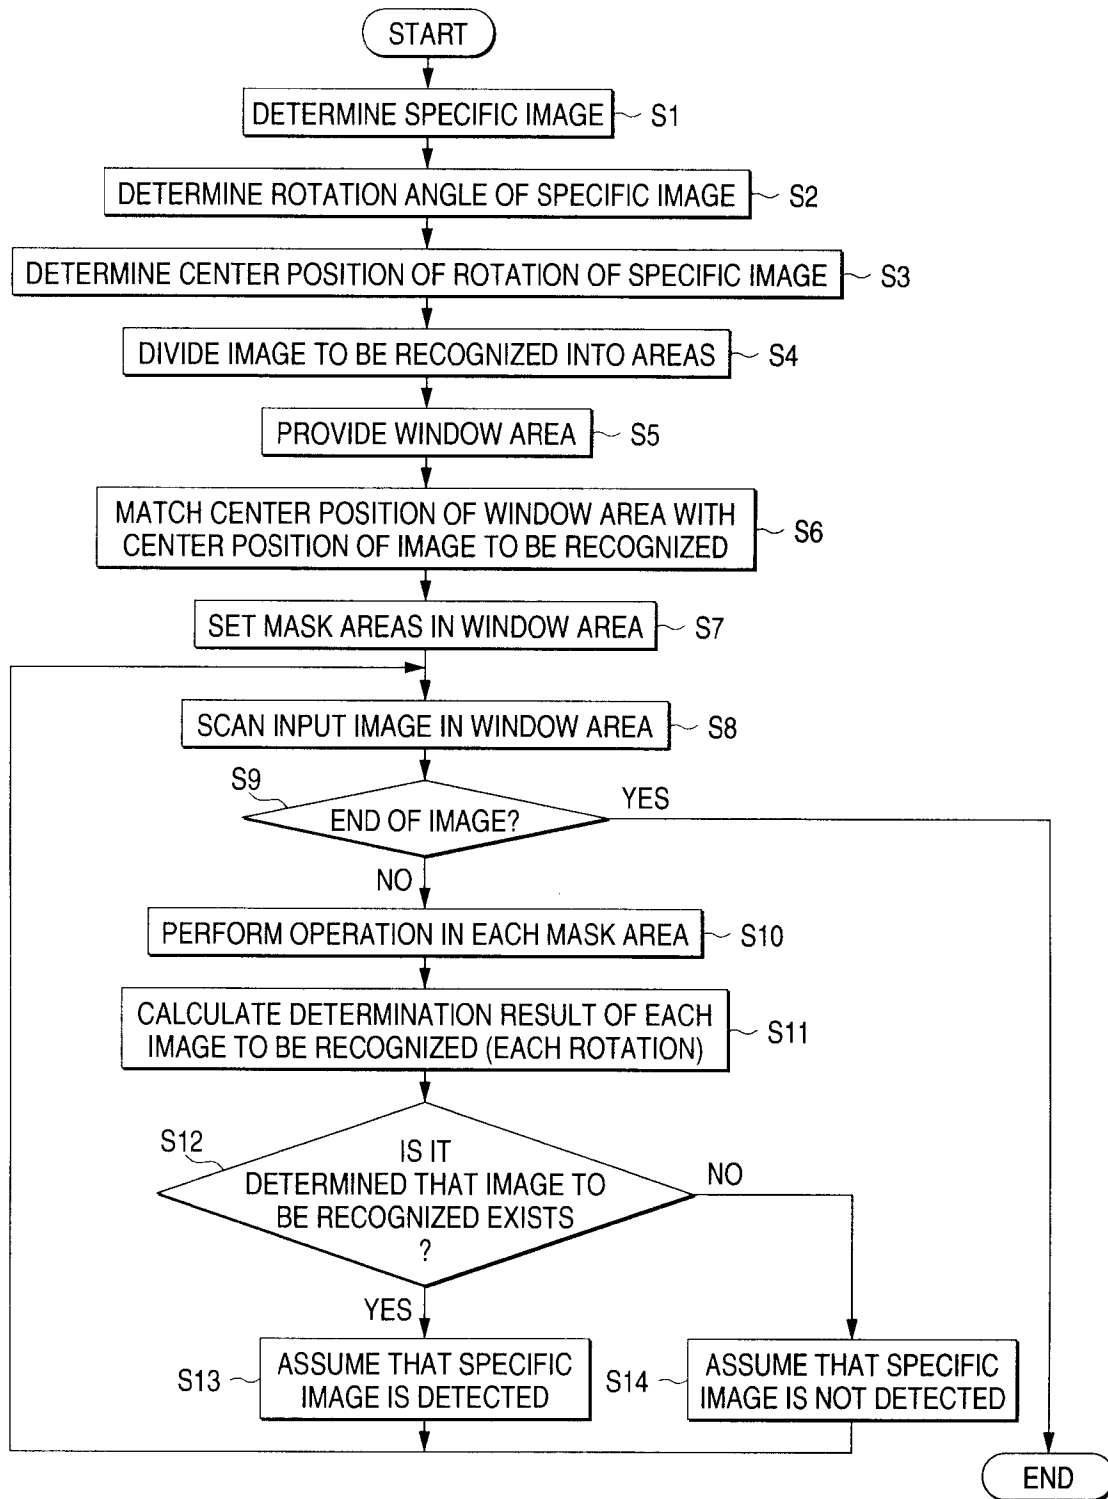 START
DETERMINE SPECIFIC IMAGE
S1
DETERMINE ROTATION ANGLE OF SPECIFIC IMAGE
S2
DETERMINE CENTER POSITION OF ROTATION OF SPECIFIC IMAGE
S3
DIVIDE IMAGE TO BE RECOGNIZED INTO AREAS
S4
PROVIDE WINDOW AREA
S5
MATCH CENTER POSITION OF WINDOW AREA WITH
CENTER POSITION OF IMAGE TO BE RECOGNIZED
S6
SET MASK AREAS IN WINDOW AREA
S7
SCAN INPUT IMAGE IN WINDOW AREA
S8
S9
END OF IMAGE?
YES
NO
PERFORM OPERATION IN EACH MASK AREA
S10
CALCULATE DETERMINATION RESULT OF EACH
IMAGE TO BE RECOGNIZED (EACH ROTATION)
S11
S12
IS IT
DETERMINED THAT IMAGE TO
BE RECOGNIZED EXISTS
?
NO
YES
S13
ASSUME THAT SPECIFIC
IMAGE IS DETECTED
S14
ASSUME THAT SPECIFIC
IMAGE IS NOT DETECTED
END